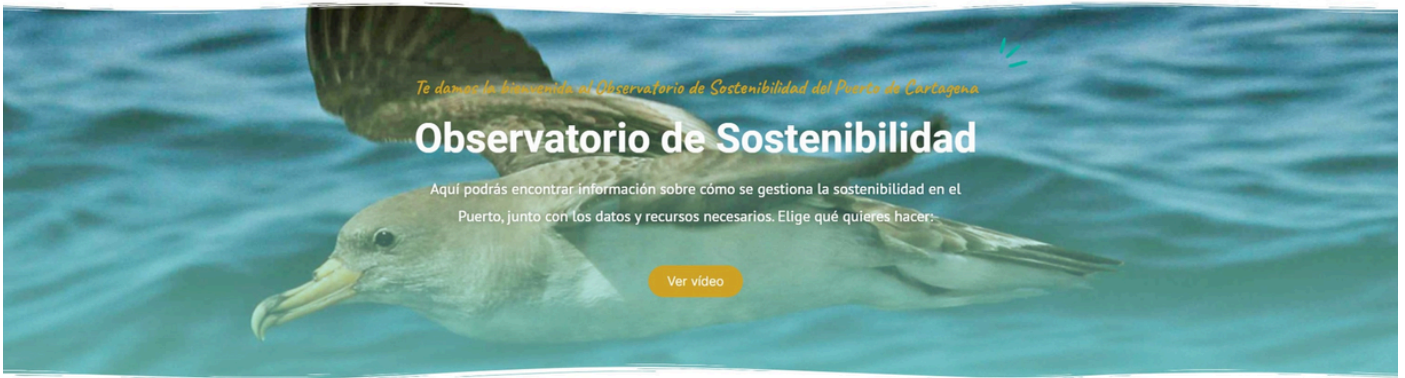 Te damos la bienvenida al Observatorio de Sostenibilidad del Puerto de Cartagena
Observatorio de Sostenibilidad
Aquí podrás encontrar información sobre cómo se gestiona la sostenibilidad en el
Puerto, junto con los datos y recursos necesarios. Elige qué quieres hacer:
Ver vídeo